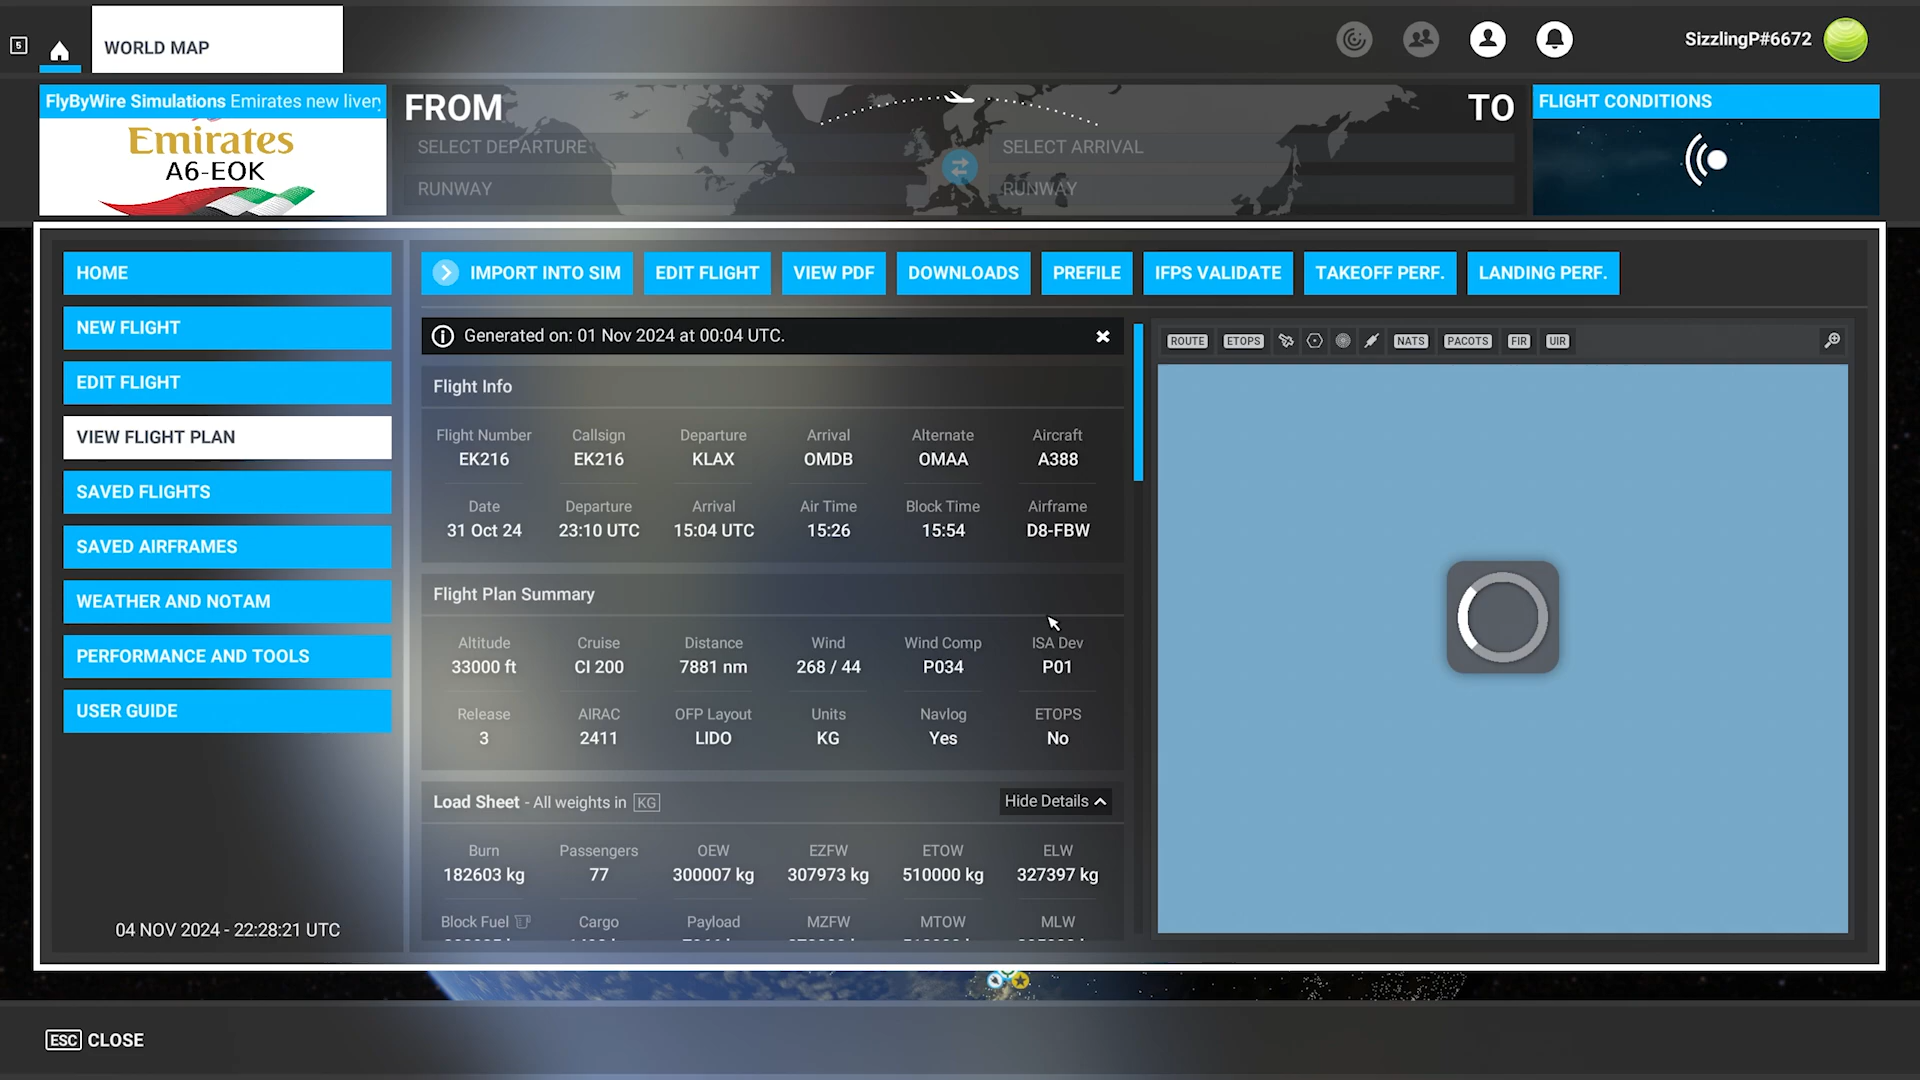 5
WORLD MAP
SizzlingP#6672
FlyByWire Simulations Emirates new livery
Emirates
A6-EOK
FROM
SELECT DEPARTURE
RUNWAY
TO
SELECT ARRIVAL
RUNWAY
FLIGHT CONDITIONS
HOME
NEW FLIGHT
EDIT FLIGHT
VIEW FLIGHT PLAN
SAVED FLIGHTS
SAVED AIRFRAMES
WEATHER AND NOTAM
PERFORMANCE AND TOOLS
USER GUIDE
04 NOV 2024 - 22:28:21 UTC
IMPORT INTO SIM EDIT FLIGHT VIEW PDF DOWNLOADS PREFILE IFPS VALIDATE TAKEOFF PERF. LANDING PERF.
Generated on: 01 Nov 2024 at 00:04 UTC.
Flight Info
Flight Number Callsign Departure Arrival Alternate Aircraft
EK216 EK216 KLAX OMDB OMAA A388
Date Departure Arrival Air Time Block Time Airframe
31 Oct 24 23:10 UTC 15:04 UTC 15:26 15:54 D8-FBW
Flight Plan Summary
Altitude Cruise Distance Wind Wind Comp ISA Dev
33000 ft CI 200 7881 nm 268 / 44 P034 P01
Release AIRAC OFP Layout Units Navlog ETOPS
3 2411 LIDO KG Yes No
Load Sheet - All weights in KG Hide Details
Burn Passengers OEW EZFW ETOW ELW
182603 kg 77 300007 kg 307973 kg 510000 kg 327397 kg
Block Fuel Cargo Payload MZFW MTOW MLW
ROUTE ETOPS NATS PACOTS FIR UIR
ESC CLOSE